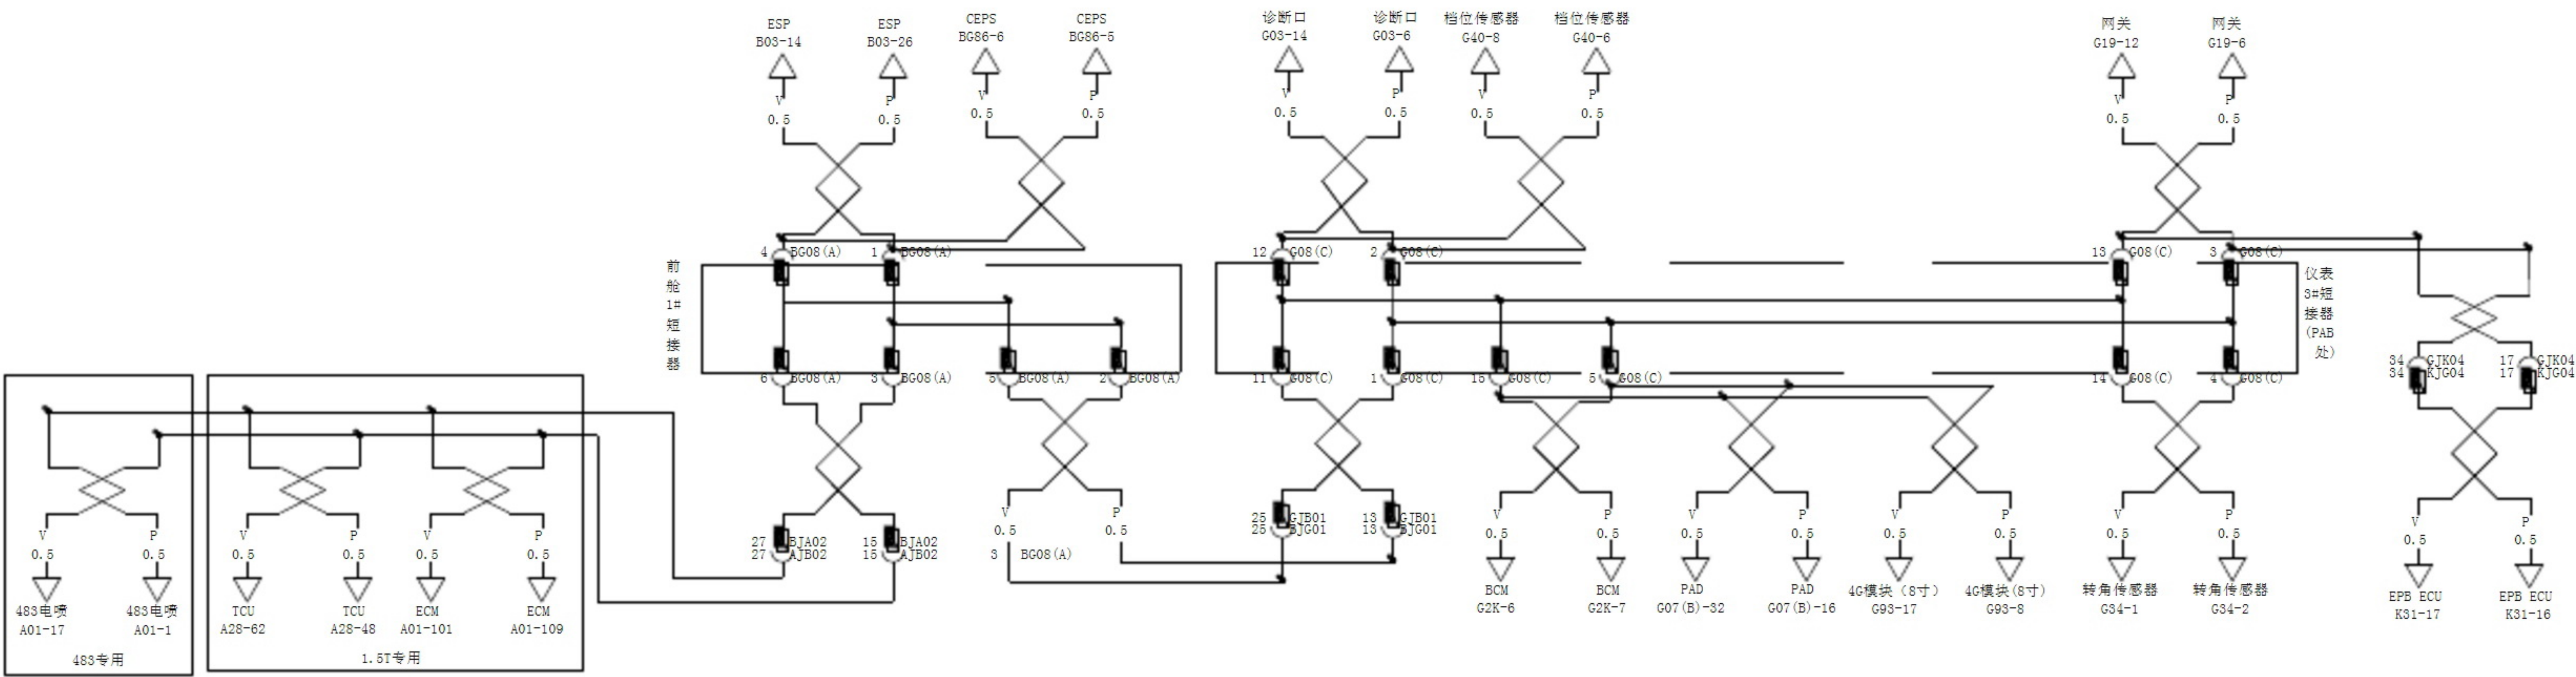 ESP
B03-14
ESP
B03-26
CEPS
BG86-6
CEPS
BG86-5
诊断口
G03-14
诊断口
G03-6
档位传感器
G40-8
档位传感器
G40-6
网关
G19-12
网关
G19-6
V
0.5
P
0.5
V
0.5
P
0.5
V
0.5
P
0.5
V
0.5
P
0.5
V
0.5
P
0.5
4 BG08(A)
1 BG08(A)
12 G08(C)
2 G08(C)
13 G08(C)
3 G08(C)
前
舱
1#
短
接
器
仪表
3#短
接器
(PAB
处)
6 BG08(A)
3 BG08(A)
5 BG08(A)
2 BG08(A)
11 G08(C)
1 G08(C)
15 G08(C)
5 G08(C)
14 G08(C)
4 G08(C)
34 GJK04
34 KJG04
17 GJK04
17 KJG04
27 BJA02
27 AJB02
15 BJA02
15 AJB02
V
0.5
P
0.5
3 BG08(A)
25 GJB01
25 BJG01
13 GJB01
13 BJG01
V
0.5
P
0.5
V
0.5
P
0.5
V
0.5
P
0.5
V
0.5
P
0.5
V
0.5
P
0.5
V
0.5
P
0.5
V
0.5
P
0.5
V
0.5
P
0.5
483电喷
A01-17
483电喷
A01-1
TCU
A28-62
TCU
A28-48
ECM
A01-101
ECM
A01-109
BCM
G2K-6
BCM
G2K-7
PAD
G07(B)-32
PAD
G07(B)-16
4G模块（8寸）
G93-17
4G模块(8寸)
G93-8
转角传感器
G34-1
转角传感器
G34-2
EPB ECU
K31-17
EPB ECU
K31-16
483专用
1.5T专用